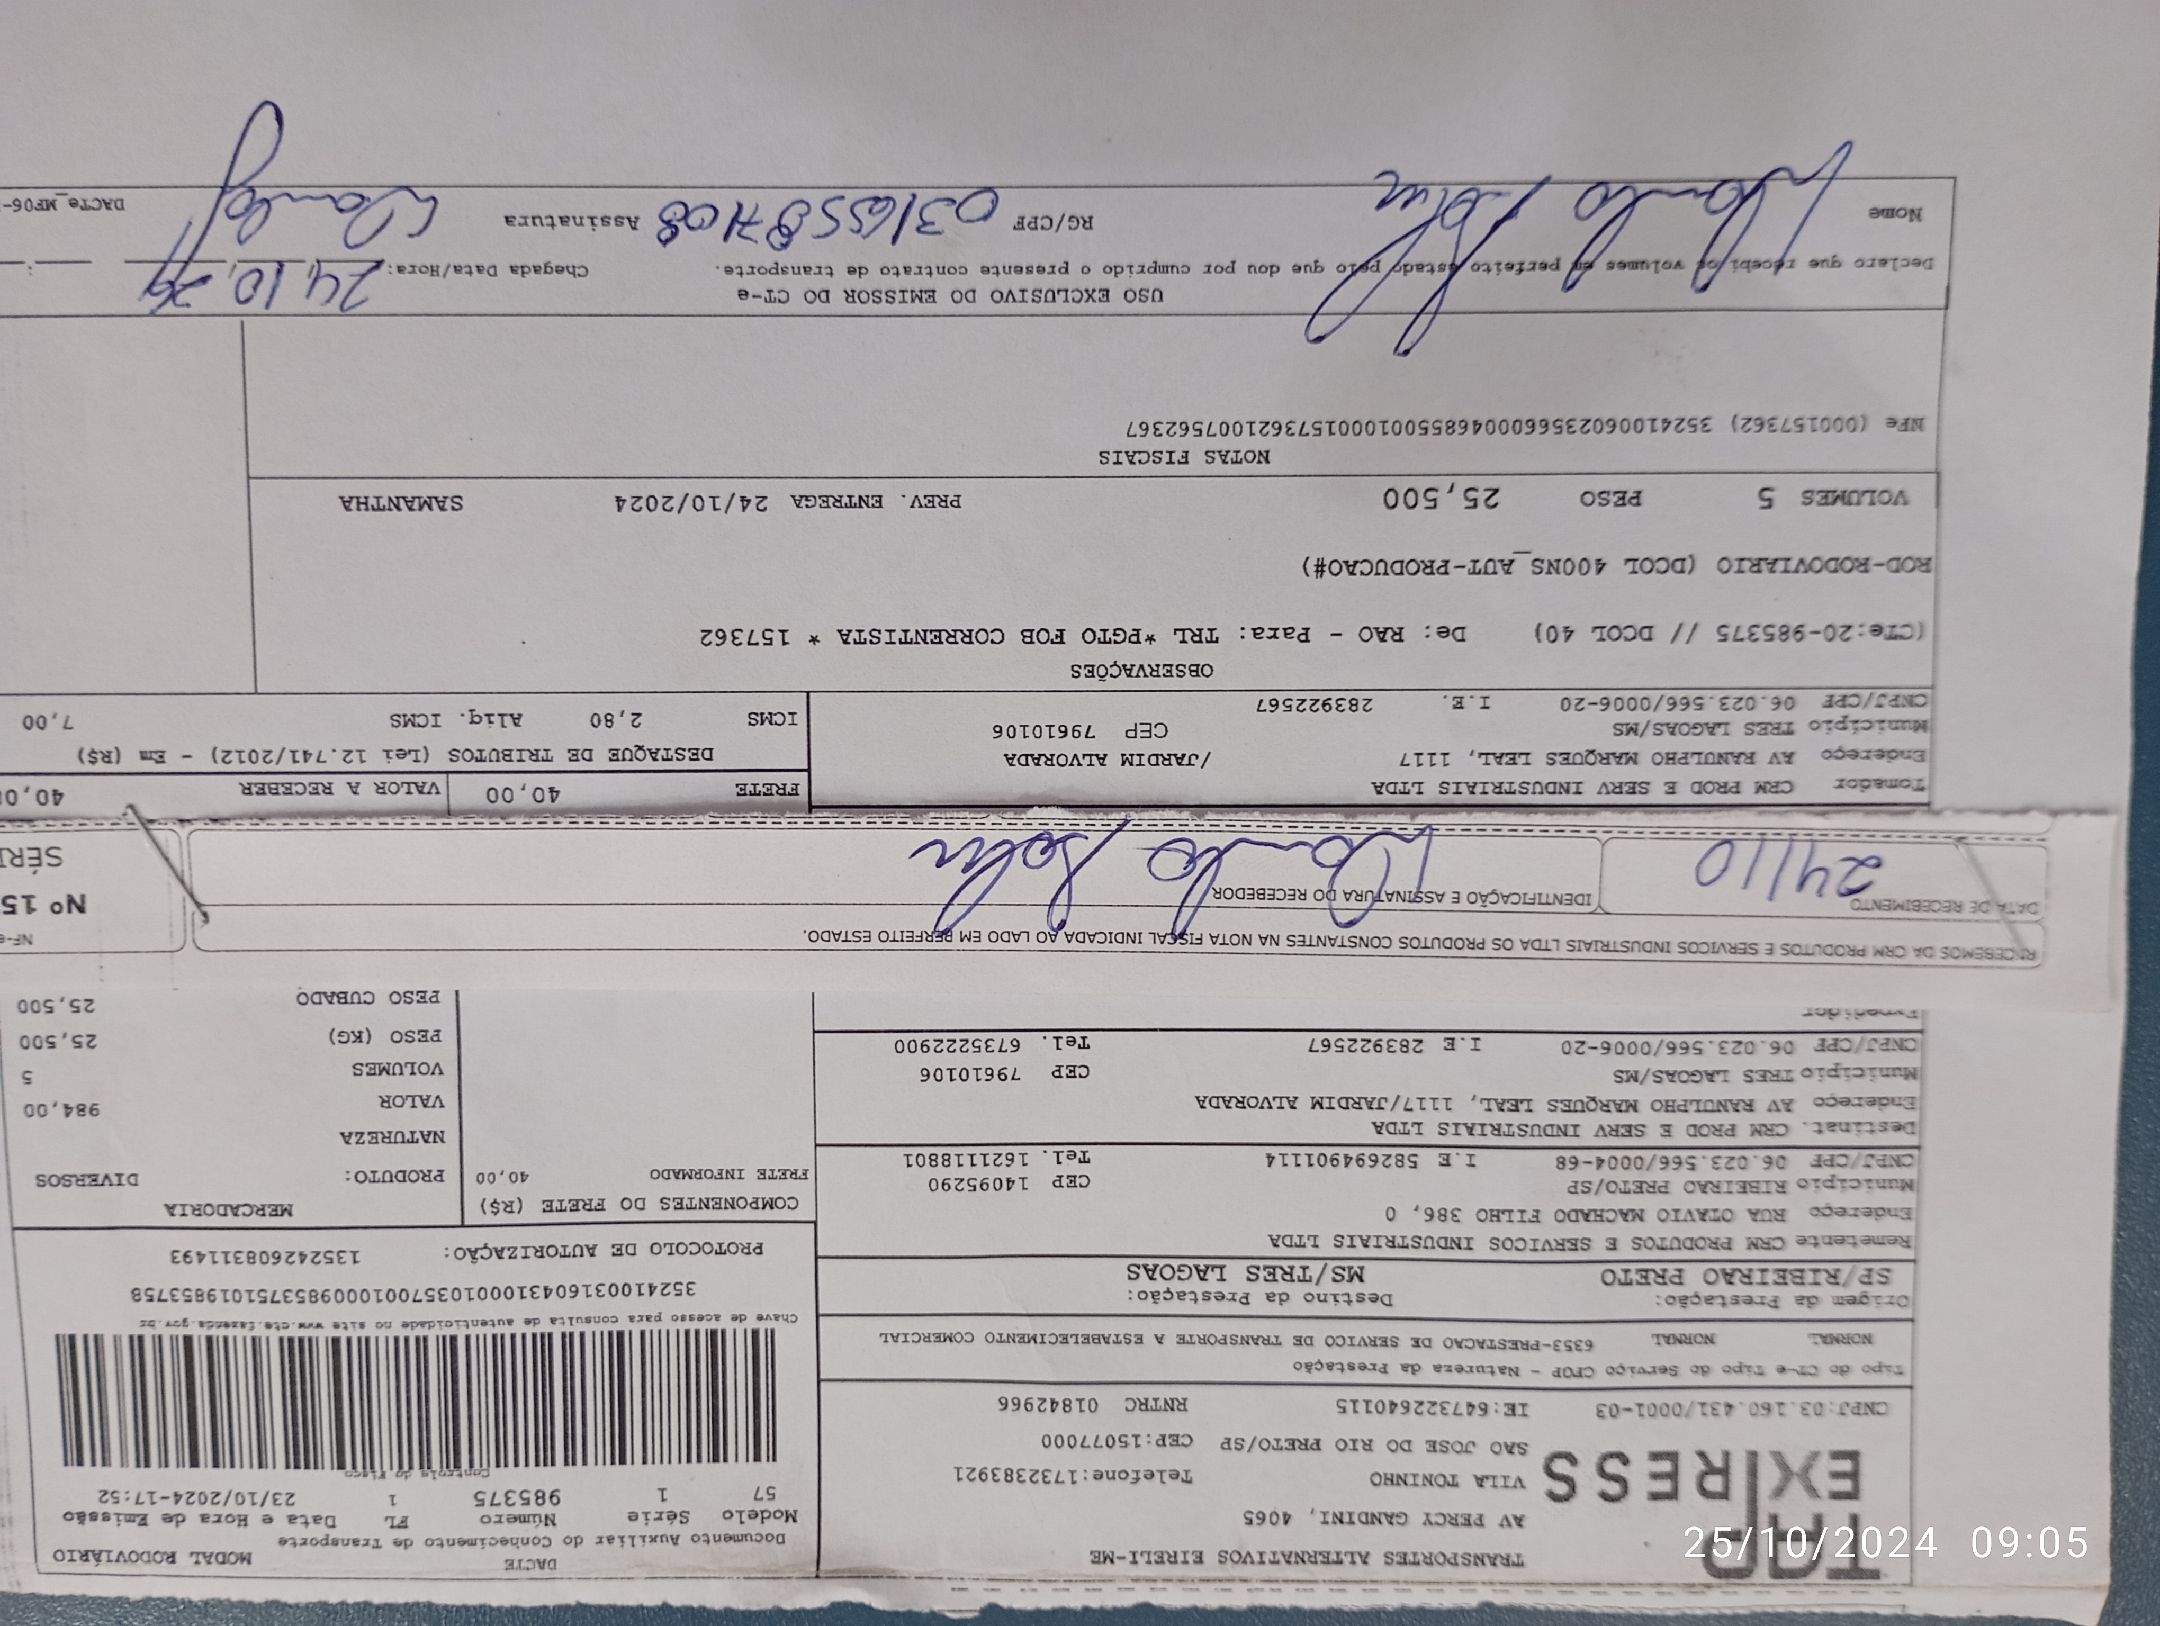 DACTE
MODAL RODOVIÁRIO
Documento Auxiliar do Conhecimento de Transporte
Modelo Série Número FL Data e Hora de Emissão
57 1 985375 1 23/10/2024-17:52
Controle do Fisco
TA
EXPRESS
TRANSPORTES ALTERNATIVOS EIRELI-ME
AV PERCY GANDINI, 4065
VILA TONINHO Telefone:1732383921
SAO JOSE DO RIO PRETO/SP CEP:15077000
CNPJ:03.160.431/0001-03 IE:647322640115 RNTRC 01842966
Tipo do CT-e Tipo do Serviço CFOP - Natureza da Prestação
NORMAL NORMAL 6353-PRESTACAO DE SERVICO DE TRANSPORTE A ESTABELECIMENTO COMERCIAL
Chave de acesso para consulta de autenticidade no site www.cte.fazenda.gov.br
35241003160431000103570010009853751019853758
PROTOCOLO DE AUTORIZAÇÃO: 135242608311493
Origem da Prestação: Destino da Prestação:
SP/RIBEIRAO PRETO MS/TRES LAGOAS
Remetente CRM PRODUTOS E SERVICOS INDUSTRIAIS LTDA
Endereço RUA OTAVIO MACHADO FILHO 386, 0
Município RIBEIRAO PRETO/SP CEP 14095290
CNPJ/CPF 06.023.566/0004-68 I.E 582694901114 Tel. 1621118801
Destinat. CRM PROD E SERV INDUSTRIAIS LTDA
Endereço AV RANULPHO MARQUES LEAL, 1117/JARDIM ALVORADA
Município TRES LAGOAS/MS CEP 79610106
CNPJ/CPF 06.023.566/0006-20 I.E 283922567 Tel. 6735222900
Expedidor
COMPONENTES DO FRETE (R$)
FRETE INFORMADO 40,00
MERCADORIA
PRODUTO: DIVERSOS
NATUREZA
VALOR 984,00
VOLUMES 5
PESO (KG) 25,500
PESO CUBADO 25,500
RECEBEMOS DA CRM PRODUTOS E SERVICOS INDUSTRIAIS LTDA OS PRODUTOS CONSTANTES NA NOTA FISCAL INDICADA AO LADO EM PERFEITO ESTADO.
NF-e
DATA DE RECEBIMENTO IDENTIFICAÇÃO E ASSINATURA DO RECEBEDOR
Nº 15
24/10
SÉRI
Tomador CRM PROD E SERV INDUSTRIAIS LTDA
Endereço AV RANULPHO MARQUES LEAL, 1117 /JARDIM ALVORADA
Município TRES LAGOAS/MS CEP 79610106
CNPJ/CPF 06.023.566/0006-20 I.E. 283922567
FRETE 40,00 VALOR A RECEBER 40,00
DESTAQUE DE TRIBUTOS (Lei 12.741/2012) - Em (R$)
ICMS 2,80 Aliq. ICMS 7,00
OBSERVAÇÕES
(CTe:20-985375 // DCOL 40) De: RAO - Para: TRL *PGTO FOB CORRENTISTA * 157362
ROD-RODOVIARIO (DCOL 400NS_AUT-PRODUCAO#)
VOLUMES 5 PESO 25,500 PREV. ENTREGA 24/10/2024 SAMANTHA
NOTAS FISCAIS
NFe (000157362) 35241006023566000468550010001573621007562367
USO EXCLUSIVO DO EMISSOR DO CT-e
Declaro que recebi os volumes em perfeito estado pelo que dou por cumprido o presente contrato de transporte.
Chegada Data/Hora: 24,10,24 :
Nome
RG/CPF 03165587108 Assinatura
DACTe_MF06-
25/10/2024 09:05